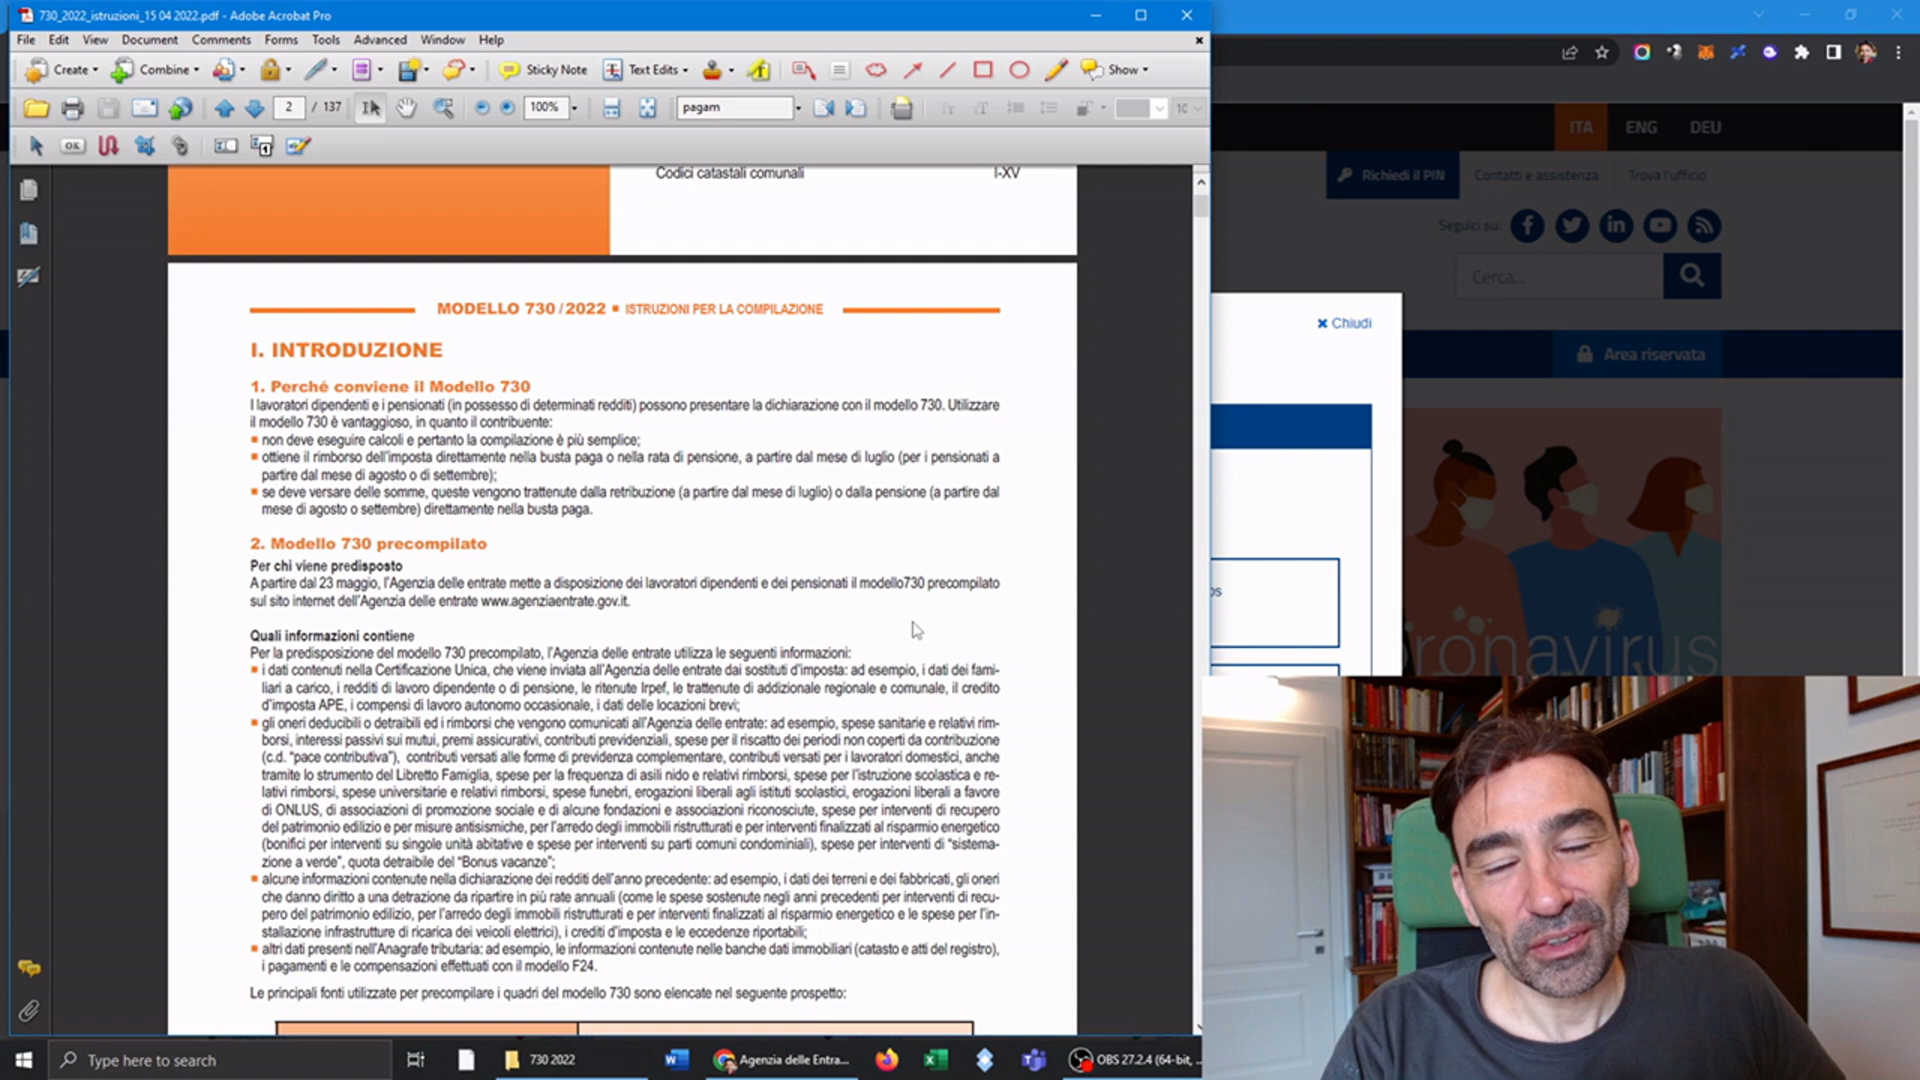 730_2022_istruzioni_15 04 2022.pdf - Adobe Acrobat Pro
File Edit View Document Comments Forms Tools Advanced Window Help
Create Combine Sticky Note Text Edits Show
2 / 137 100% pagam
OK
Codici catastali comunali I-XV
MODELLO 730/2022 ISTRUZIONI PER LA COMPILAZIONE
I. INTRODUZIONE
1. Perché conviene il Modello 730
I lavoratori dipendenti e i pensionati (in possesso di determinati redditi) possono presentare la dichiarazione con il modello 730. Utilizzare
il modello 730 è vantaggioso, in quanto il contribuente:
non deve eseguire calcoli e pertanto la compilazione è più semplice;
ottiene il rimborso dell'imposta direttamente nella busta paga o nella rata di pensione, a partire dal mese di luglio (per i pensionati a
partire dal mese di agosto o di settembre);
se deve versare delle somme, queste vengono trattenute dalla retribuzione (a partire dal mese di luglio) o dalla pensione (a partire dal
mese di agosto o settembre) direttamente nella busta paga.
2. Modello 730 precompilato
Per chi viene predisposto
A partire dal 23 maggio, l'Agenzia delle entrate mette a disposizione dei lavoratori dipendenti e dei pensionati il modello730 precompilato
sul sito internet dell'Agenzia delle entrate www.agenziaentrate.gov.it.
Quali informazioni contiene
Per la predisposizione del modello 730 precompilato, l'Agenzia delle entrate utilizza le seguenti informazioni:
i dati contenuti nella Certificazione Unica, che viene inviata all'Agenzia delle entrate dai sostituti d'imposta: ad esempio, i dati dei fami-
liari a carico, i redditi di lavoro dipendente o di pensione, le ritenute Irpef, le trattenute di addizionale regionale e comunale, il credito
d'imposta APE, i compensi di lavoro autonomo occasionale, i dati delle locazioni brevi;
gli oneri deducibili o detraibili ed i rimborsi che vengono comunicati all'Agenzia delle entrate: ad esempio, spese sanitarie e relativi rim-
borsi, interessi passivi sui mutui, premi assicurativi, contributi previdenziali, spese per il riscatto dei periodi non coperti da contribuzione
(c.d. "pace contributiva"), contributi versati alle forme di previdenza complementare, contributi versati per i lavoratori domestici, anche
tramite lo strumento del Libretto Famiglia, spese per la frequenza di asili nido e relativi rimborsi, spese per l'istruzione scolastica e re-
lativi rimborsi, spese universitarie e relativi rimborsi, spese funebri, erogazioni liberali agli istituti scolastici, erogazioni liberali a favore
di ONLUS, di associazioni di promozione sociale e di alcune fondazioni e associazioni riconosciute, spese per interventi di recupero
del patrimonio edilizio e per misure antisismiche, per l'arredo degli immobili ristrutturati e per interventi finalizzati al risparmio energetico
(bonifici per interventi su singole unità abitative e spese per interventi su parti comuni condominiali), spese per interventi di "sistema-
zione a verde", quota detraibile del "Bonus vacanze";
alcune informazioni contenute nella dichiarazione dei redditi dell'anno precedente: ad esempio, i dati dei terreni e dei fabbricati, gli oneri
che danno diritto a una detrazione da ripartire in più rate annuali (come le spese sostenute negli anni precedenti per interventi di recu-
pero del patrimonio edilizio, per l'arredo degli immobili ristrutturati e per interventi finalizzati al risparmio energetico e le spese per l'in-
stallazione infrastrutture di ricarica dei veicoli elettrici), i crediti d'imposta e le eccedenze riportabili;
altri dati presenti nell'Anagrafe tributaria: ad esempio, le informazioni contenute nelle banche dati immobiliari (catasto e atti del registro),
i pagamenti e le compensazioni effettuati con il modello F24.
Le principali fonti utilizzate per precompilare i quadri del modello 730 sono elencate nel seguente prospetto:
ITA ENG DEU
Richiedi il PIN Contatti e assistenza Trova l'ufficio
Seguici su:
Cerca...
Chiudi
Area riservata
os
ronavirus
Type here to search
730 2022
Agenzia delle Entra...
OBS 27.2.4 (64-bit, ...